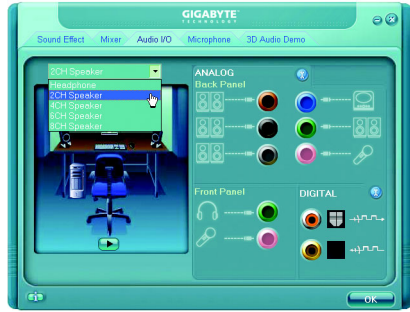 GIGABYTE
TECHNOLOGY
Sound Effect Mixer Audio I/O Microphone 3D Audio Demo
2CH Speaker
Headphone
2CH Speaker
4CH Speaker
6CH Speaker
8CH Speaker
ANALOG
Back Panel
Front Panel
DIGITAL
OK